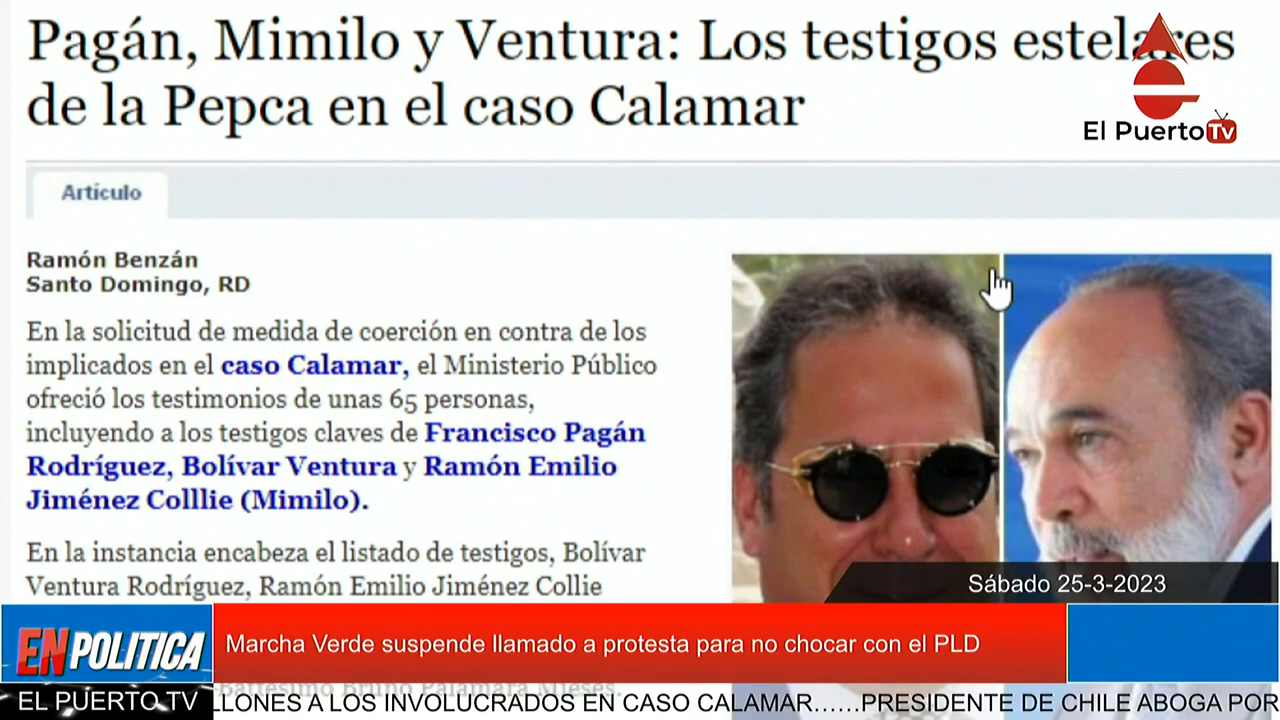 Pagán, Mimilo y Ventura: Los testigos estelares
de la Pepca en el caso Calamar
El Puerto Tv
Artículo
Ramón Benzán
Santo Domingo, RD
En la solicitud de medida de coerción en contra de los
implicados en el caso Calamar, el Ministerio Público
ofreció los testimonios de unas 65 personas,
incluyendo a los testigos claves de Francisco Pagán
Rodríguez, Bolívar Ventura y Ramón Emilio
Jiménez Colllie (Mimilo).
En la instancia encabeza el listado de testigos, Bolívar
Ventura Rodríguez, Ramón Emilio Jiménez Collie
Sábado 25-3-2023
EN POLITICA
Marcha Verde suspende llamado a protesta para no chocar con el PLD
Bruno Palamara Mieses.
EL PUERTO TV
LLONES A LOS INVOLUCRADOS EN CASO CALAMAR......PRESIDENTE DE CHILE ABOGA POR